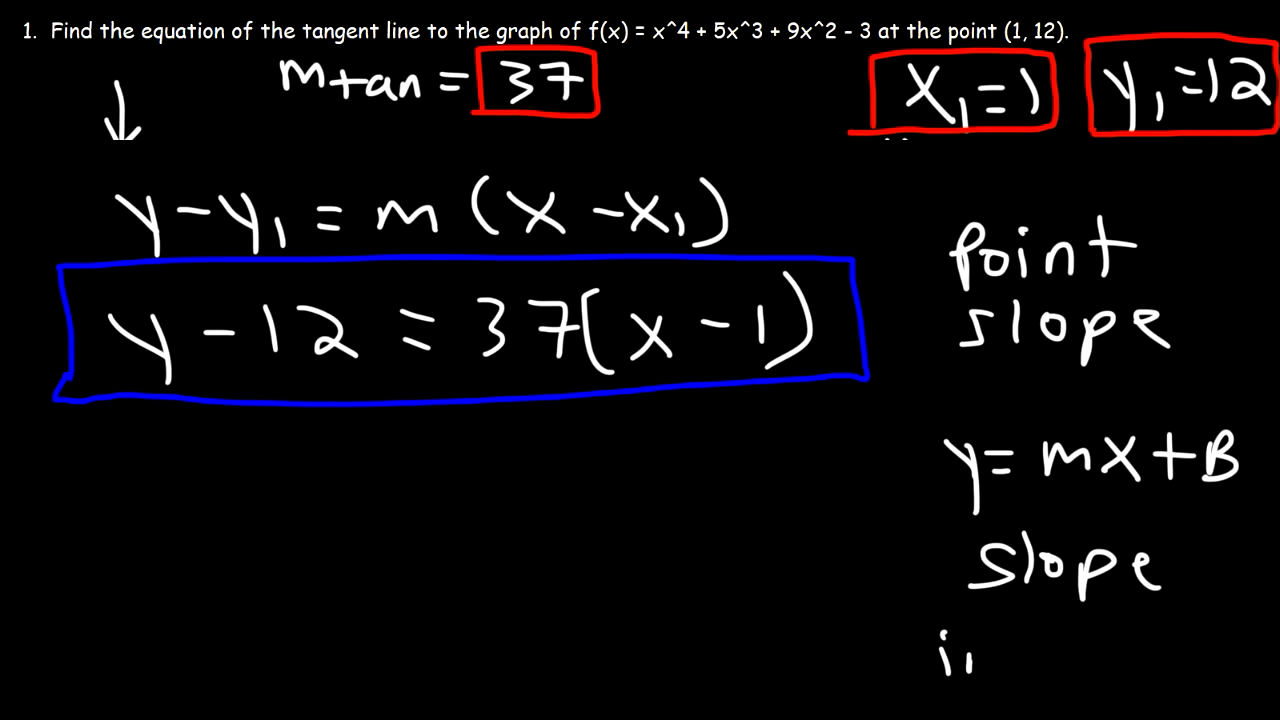 1. Find the equation of the tangent line to the graph of f(x) = x^4 + 5x^3 + 9x^2 - 3 at the point (1, 12).
mtan = 37
x₁ = 1
y₁ = 12
y - y₁ = m (x - x₁)
y - 12 = 37(x - 1)
point
slope
y = mx + B
slope